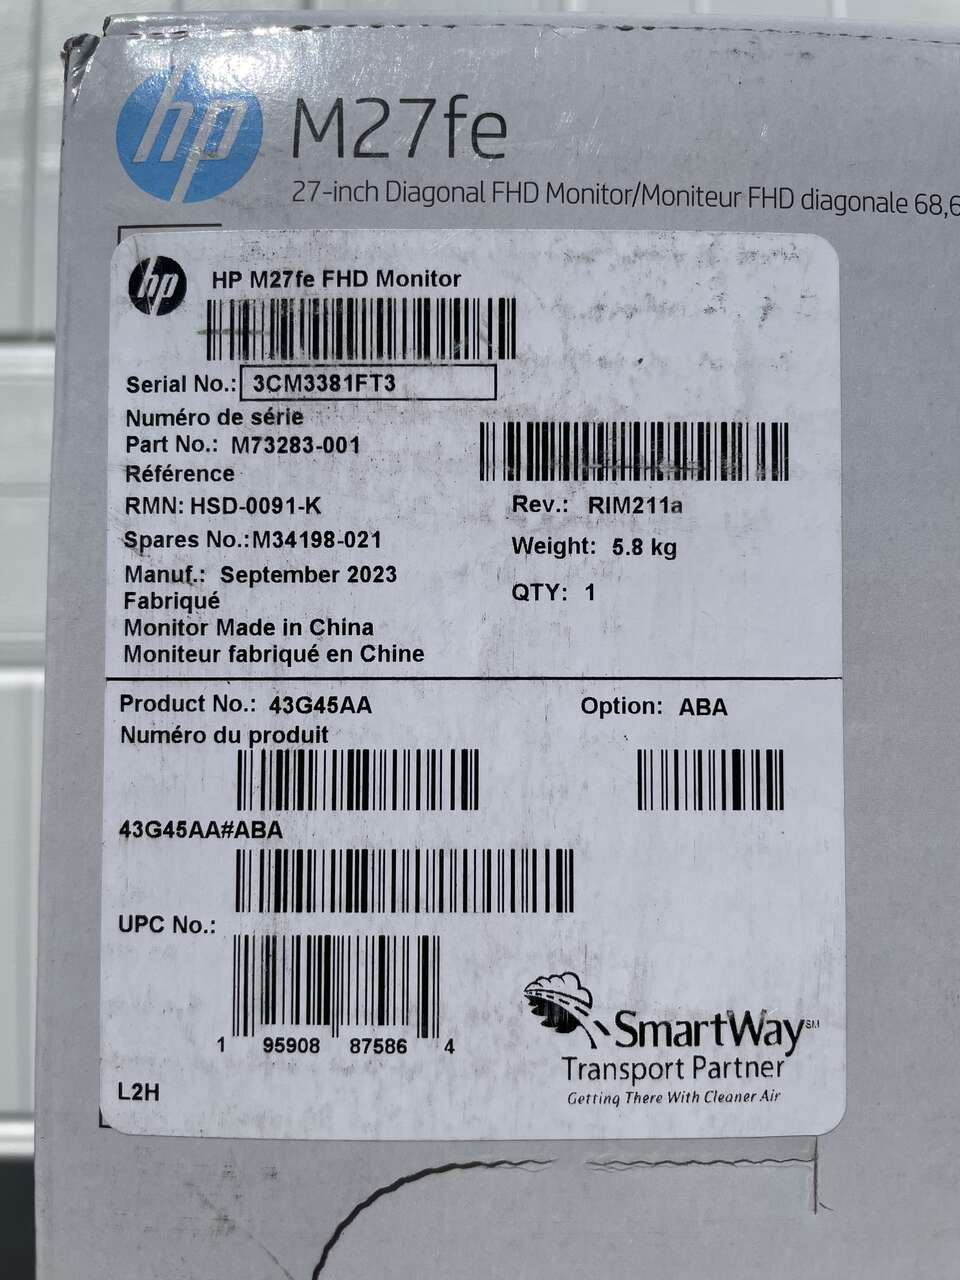 hp M27fe
27-inch Diagonal FHD Monitor/Moniteur FHD diagonale 68,6
hp HP M27fe FHD Monitor
Serial No.: 3CM3381FT3
Numéro de série
Part No.: M73283-001
Référence
RMN: HSD-0091-K
Rev.: RIM211a
Spares No.:M34198-021
Weight: 5.8 kg
Manuf.: September 2023
Fabriqué
QTY: 1
Monitor Made in China
Moniteur fabriqué en Chine
Product No.: 43G45AA
Option: ABA
Numéro du produit
43G45AA#ABA
UPC No.:
1 95908 87586 4
SmartWay SM
Transport Partner
Getting There With Cleaner Air
L2H